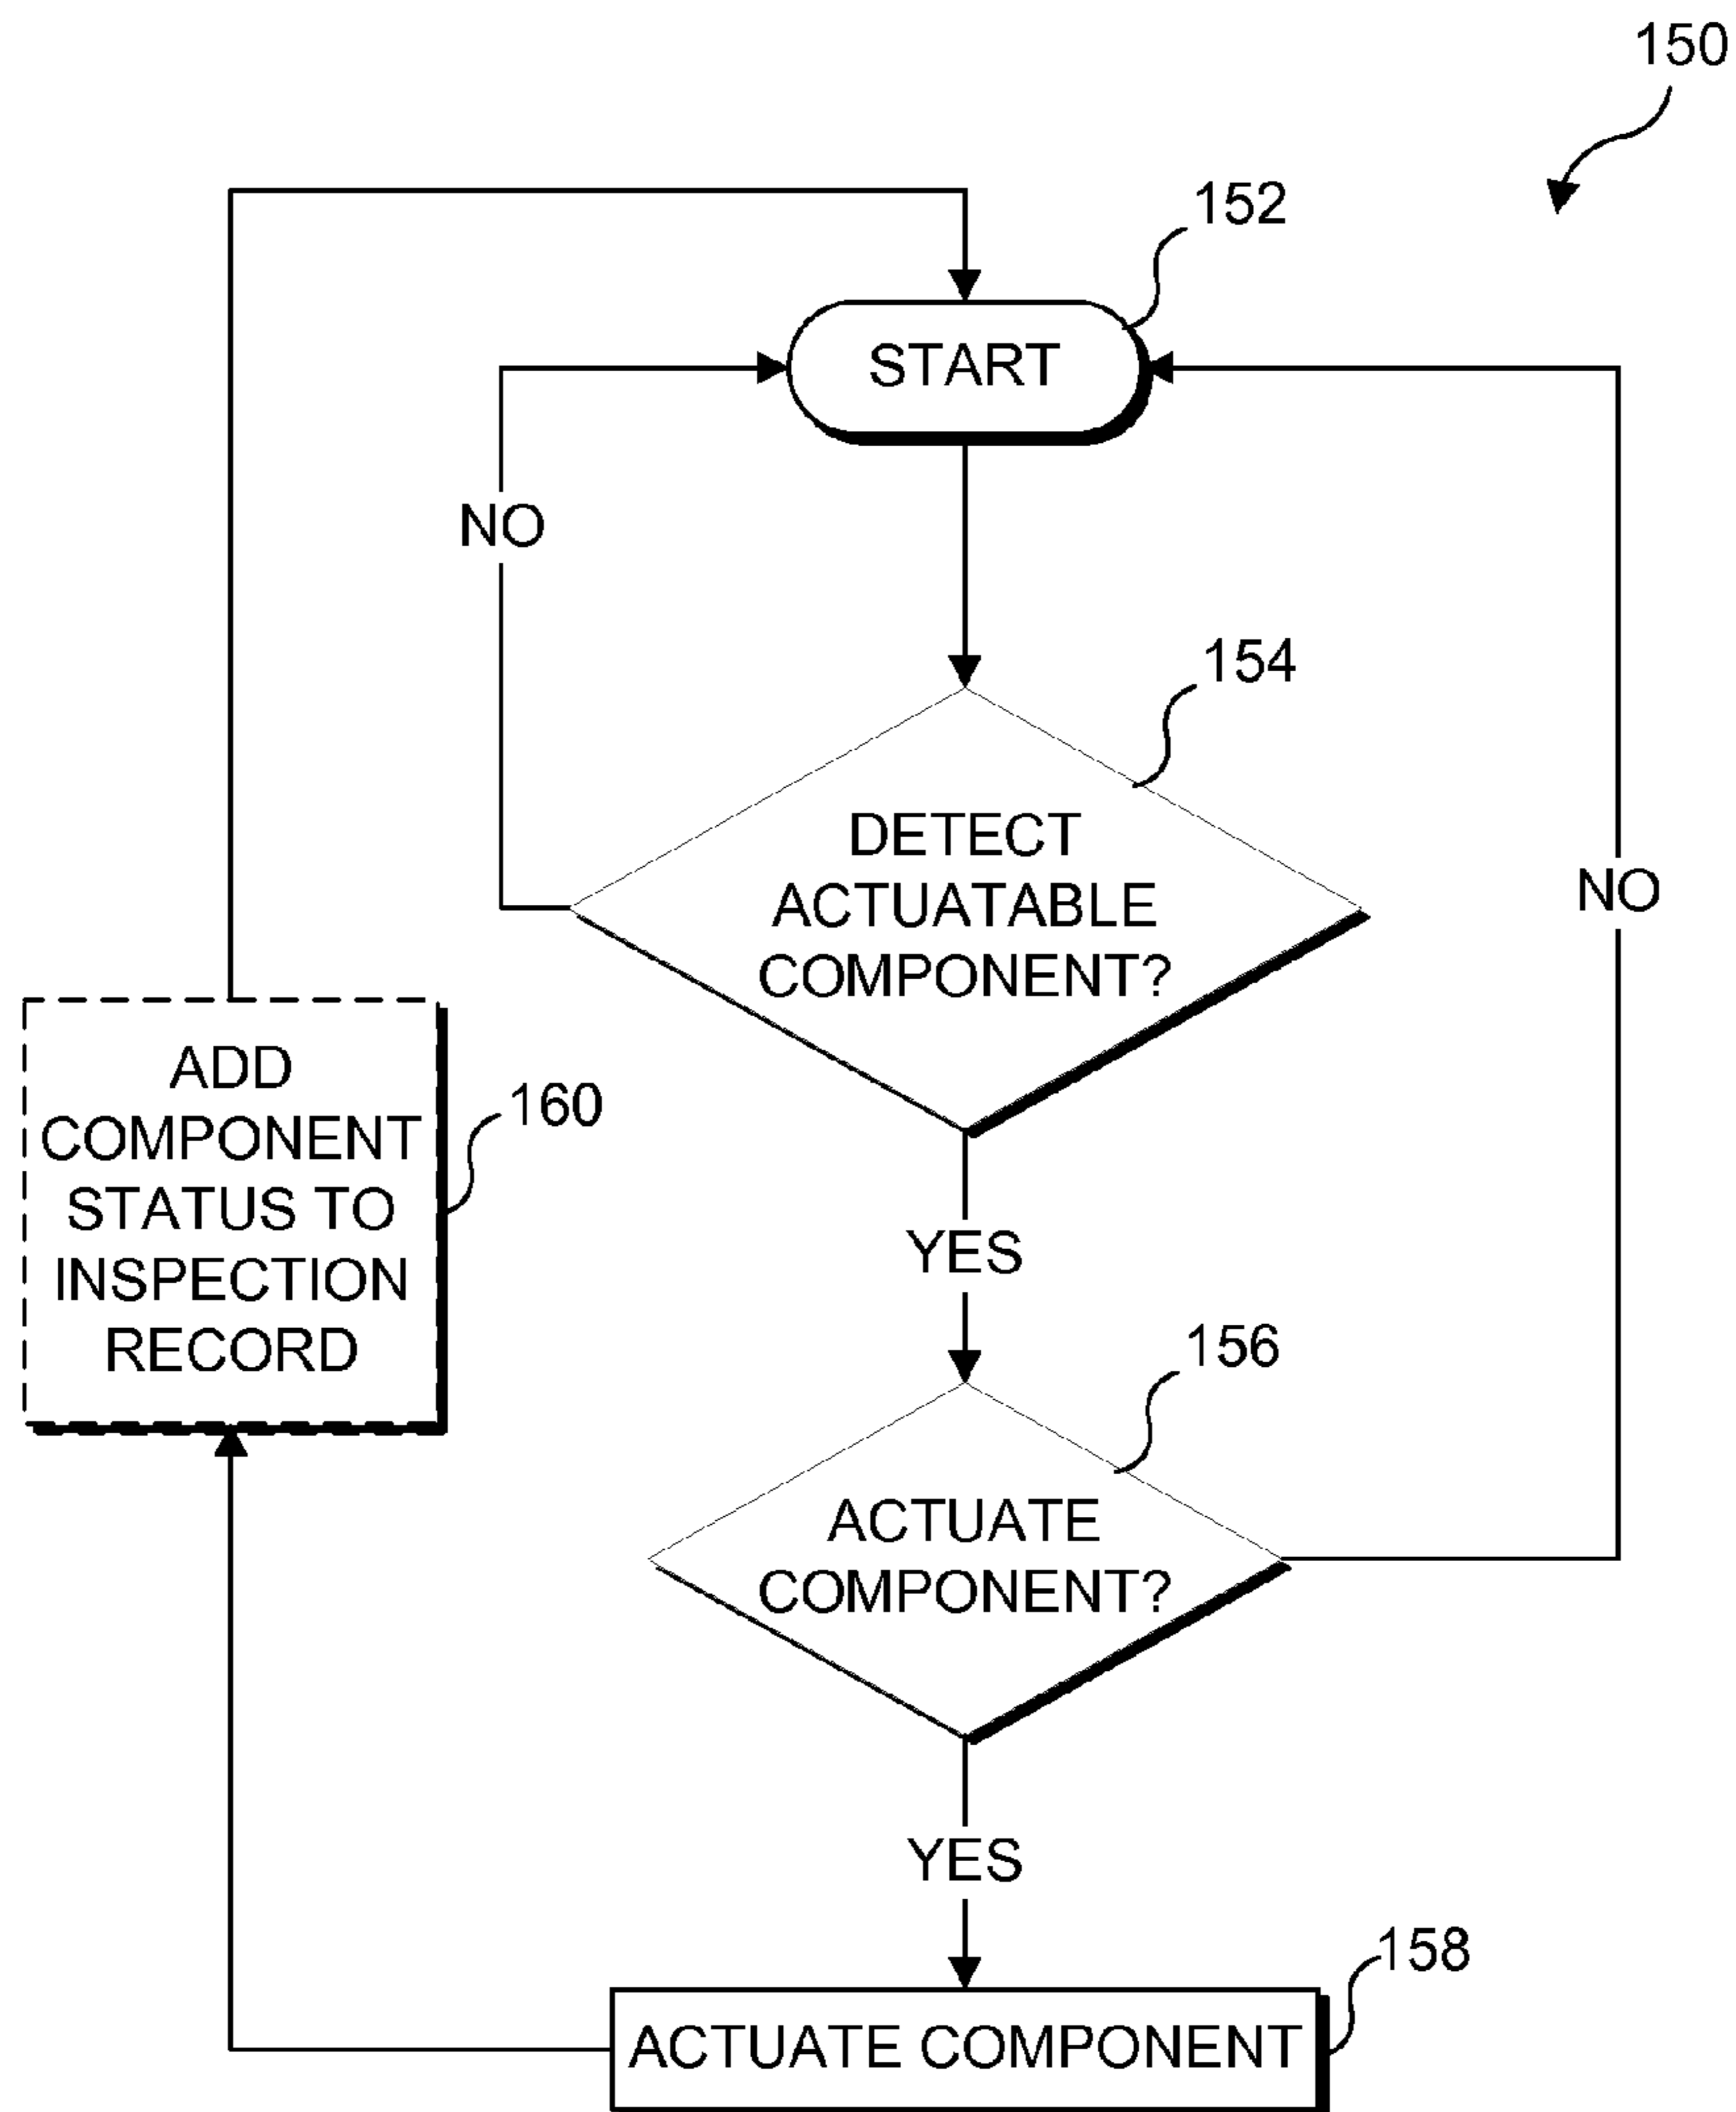 150
152
START
NO
154
DETECT
ACTUATABLE
COMPONENT?
NO
ADD
COMPONENT
STATUS TO
INSPECTION
RECORD
160
YES
156
ACTUATE
COMPONENT?
YES
158
ACTUATE COMPONENT